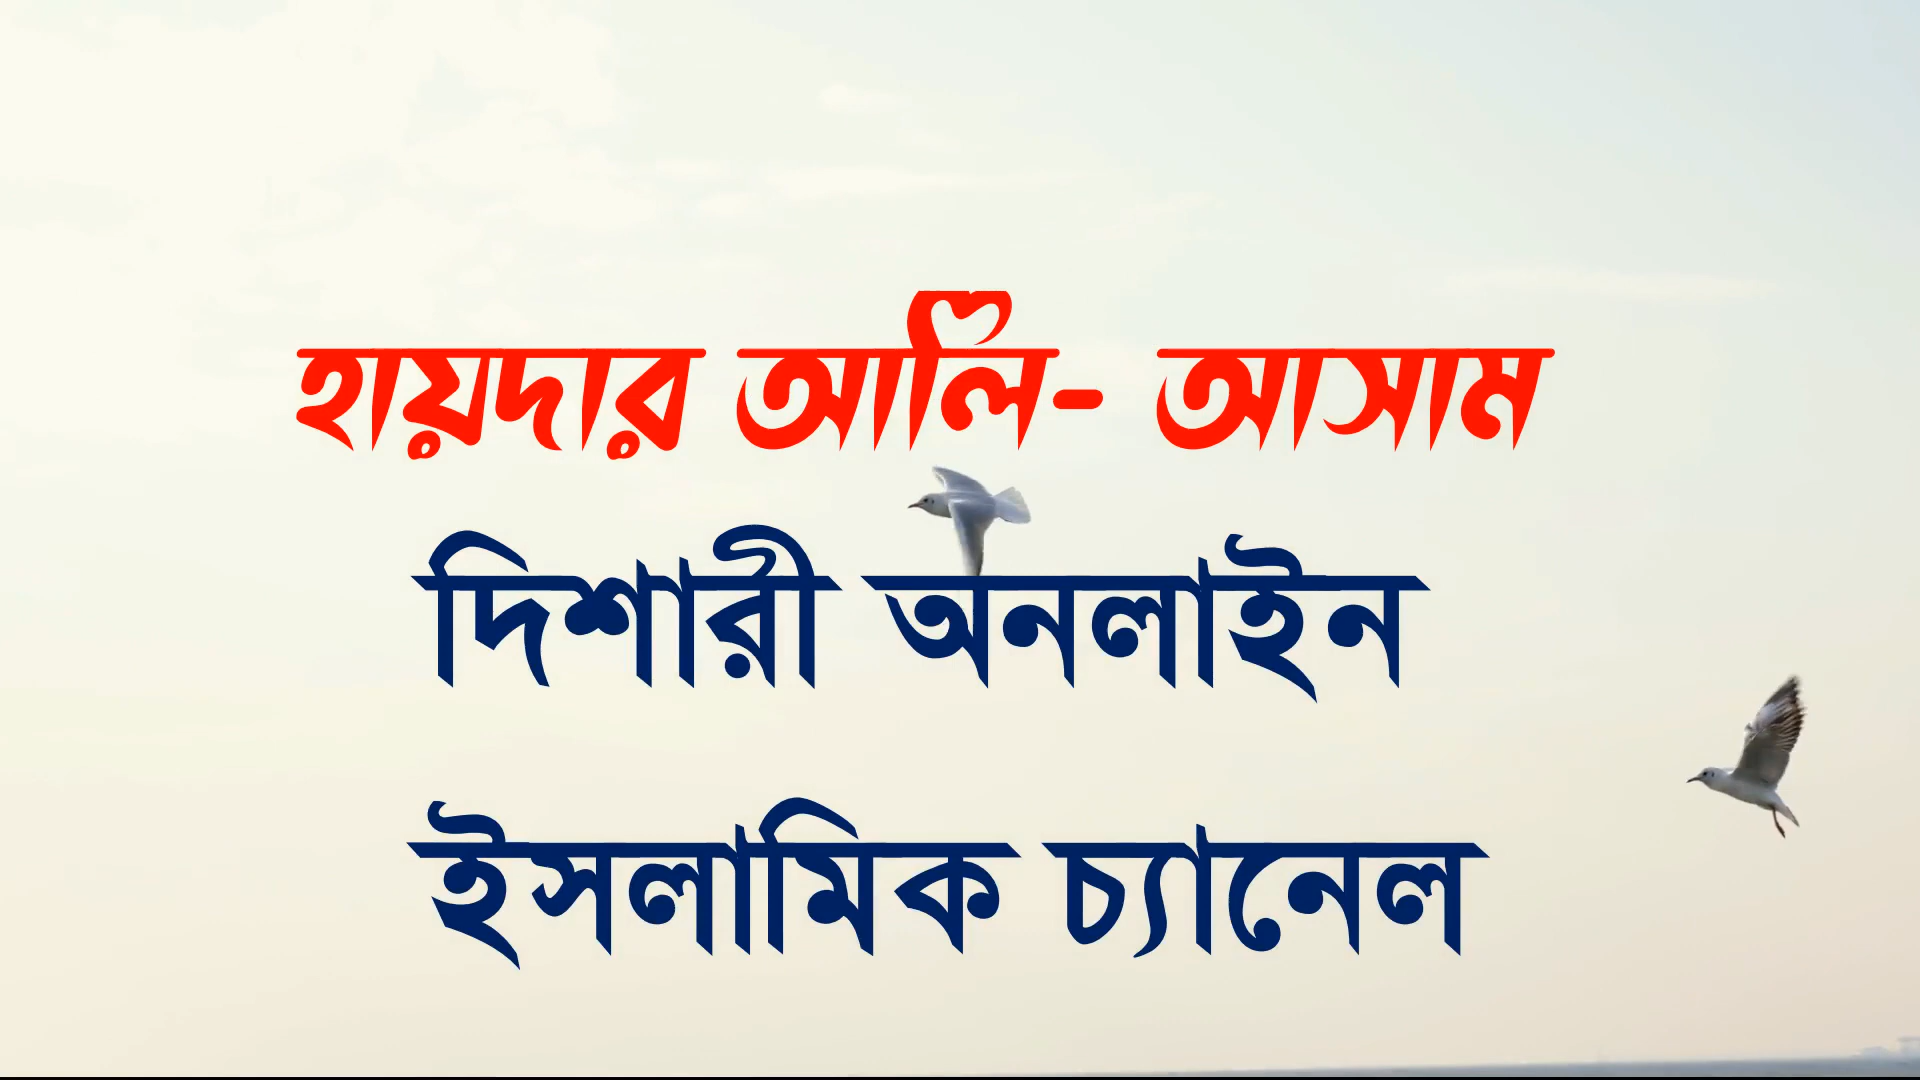 হায়দার আলি- আসাম
দিশারী অনলাইন
ইসলামিক চ্যানেল